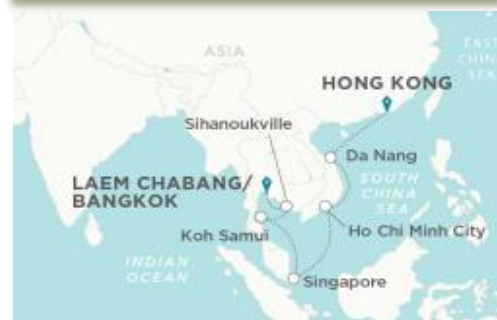 ASIA
EAST
CHINA
SEA
HONG KONG
Sihanoukville
Da Nang
LAEM CHABANG/
BANGKOK
SOUTH
CHINA
SEA
Koh Samui
Ho Chi Minh City
INDIAN
OCEAN
Singapore